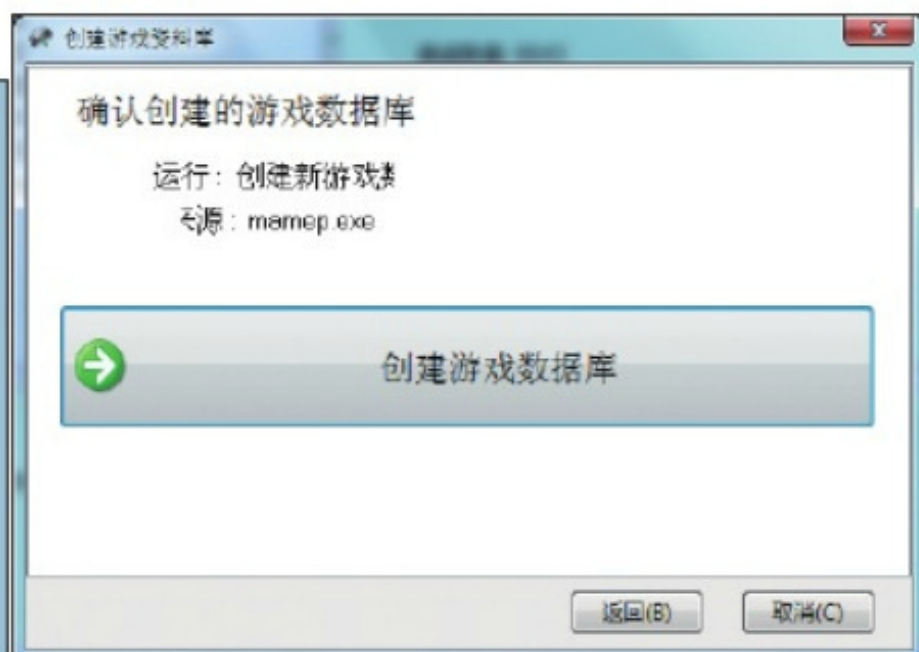 创建游戏资料库
确认创建的游戏数据库
运行: 创建新游戏
源: mamep.exe
创建游戏数据库
返回(B)
取消(C)